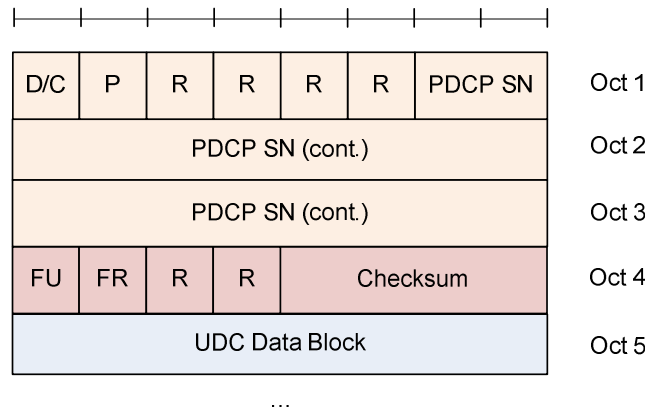 D/C P R R R R PDCP SN Oct 1
PDCP SN (cont.) Oct 2
PDCP SN (cont.) Oct 3
FU FR R R Checksum Oct 4
UDC Data Block Oct 5
...